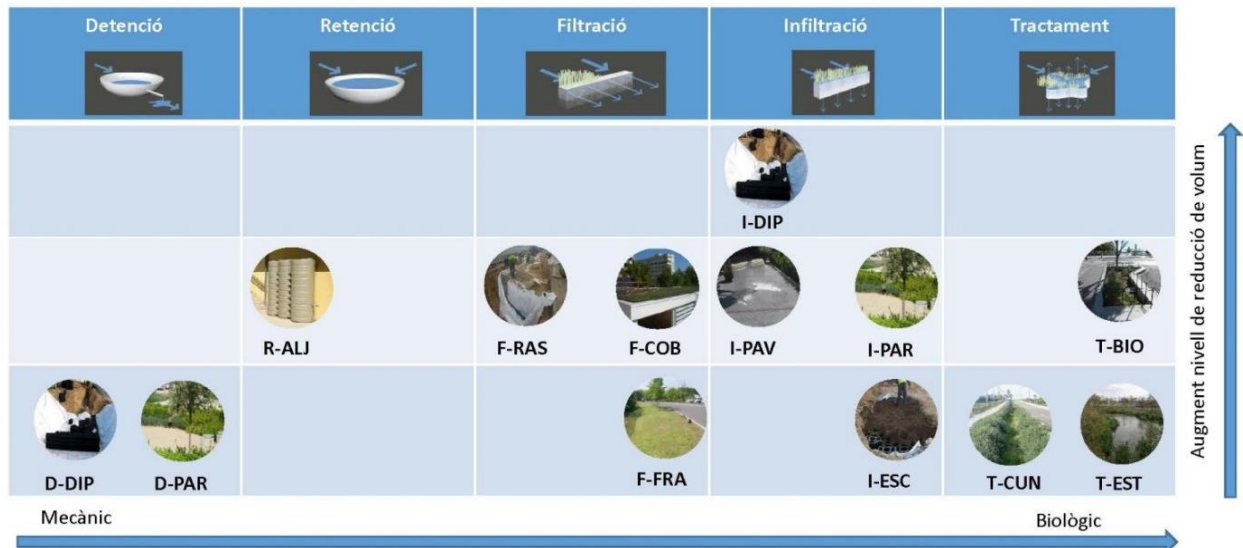 Detenció
Retenció
Filtració
Infiltració
Tractament
I-DIP
R-ALJ
F-RAS
F-COB
I-PAV
I-PAR
T-BIO
D-DIP
D-PAR
F-FRA
I-ESC
T-CUN
T-EST
Mecànic
Biològic
Augment nivell de reducció de volum